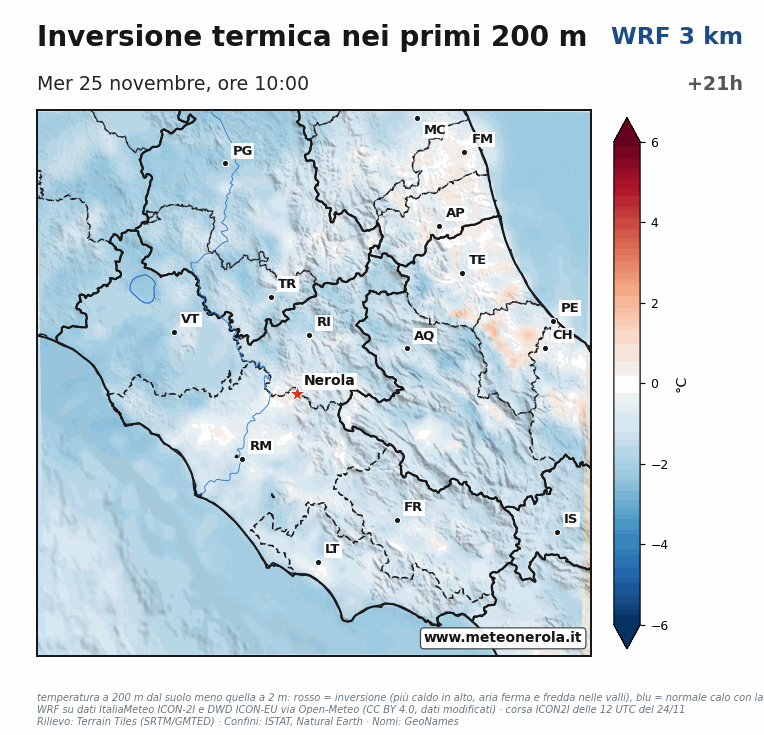 Inversione termica nei primi 200 m
WRF 3 km
Mer 25 novembre, ore 10:00
+21h
MC
FM
PG
AP
TE
TR
PE
VT
RI
AQ
CH
Nerola
RM
FR
IS
LT
www.meteonerola.it
6
4
2
0
−2
−4
−6
°C
temperatura a 200 m dal suolo meno quella a 2 m: rosso = inversione (più caldo in alto, aria ferma e fredda nelle valli), blu = normale calo con la
WRF su dati ItaliaMeteo ICON-2I e DWD ICON-EU via Open-Meteo (CC BY 4.0, dati modificati) · corsa ICON2I delle 12 UTC del 24/11
Rilievo: Terrain Tiles (SRTM/GMTED) · Confini: ISTAT, Natural Earth · Nomi: GeoNames